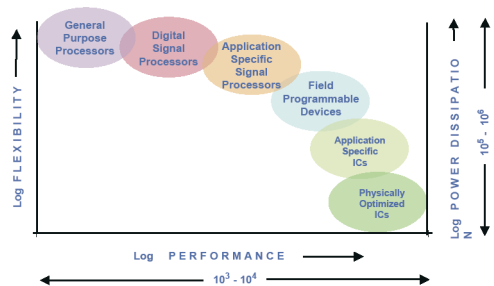 General
Purpose
Processors
Digital
Signal
Processors
Application
Specific
Signal
Processors
Field
Programmable
Devices
Application
Specific
ICs
Physically
Optimized
ICs
Log FLEXIBILITY
Log POWER DISSIPATIO
N
10⁵ - 10⁶
Log PERFORMANCE
10³ - 10⁴